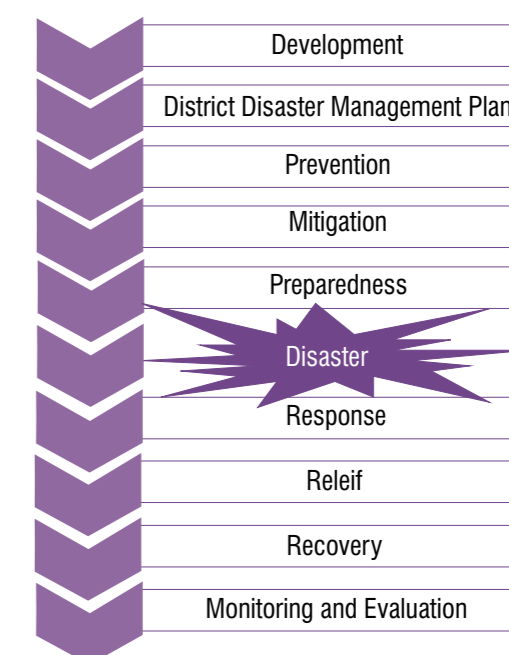 Development
District Disaster Management Plan
Prevention
Mitigation
Preparedness
Disaster
Response
Releif
Recovery
Monitoring and Evaluation